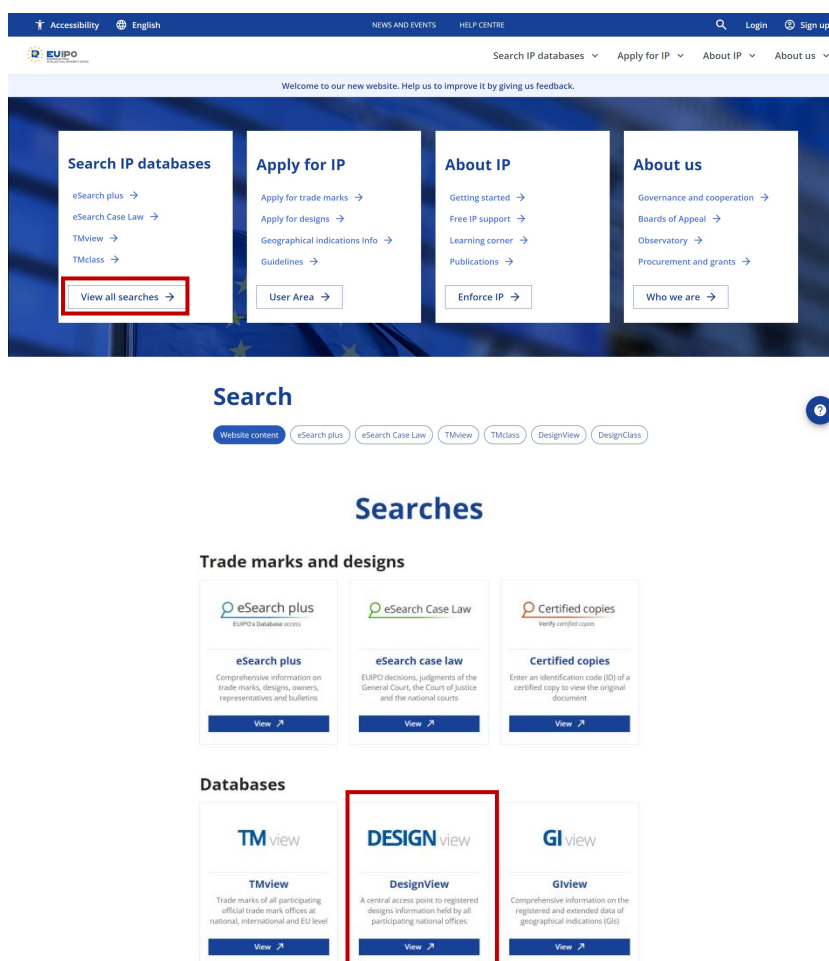 Accessibility English NEWS AND EVENTS HELP CENTRE Login Sign up
EUIPO Search IP databases Apply for IP About IP About us
Welcome to our new website. Help us to improve it by giving us feedback.
Search IP databases
eSearch plus →
eSearch Case Law →
TMview →
TMclass →
View all searches →
Apply for IP
Apply for trade marks →
Apply for designs →
Geographical indications Info →
Guidelines →
User Area →
About IP
Getting started →
Free IP support →
Learning corner →
Publications →
Enforce IP →
About us
Governance and cooperation →
Boards of Appeal →
Observatory →
Procurement and grants →
Who we are →
Search
?
Website content eSearch plus eSearch Case Law TMview TMclass DesignView DesignClass
Searches
Trade marks and designs
eSearch plus
EUIPO's Database access
eSearch plus
Comprehensive information on
trade marks, designs, owners,
representatives and bulletins
View ↗
eSearch Case Law
eSearch case law
EUIPO decisions, judgments of the
General Court, the Court of Justice
and the national courts
View ↗
Certified copies
Verify certified copies
Certified copies
Enter an identification code (ID) of a
certified copy to view the original
document
View ↗
Databases
TM view
TMview
Trade marks of all participating
official trade mark offices at
national, international and EU level
View ↗
DESIGN view
DesignView
A central access point to registered
designs information held by all
participating national offices
View ↗
GI view
GIview
Comprehensive information on the
registered and extended data of
geographical indications (GIs)
View ↗